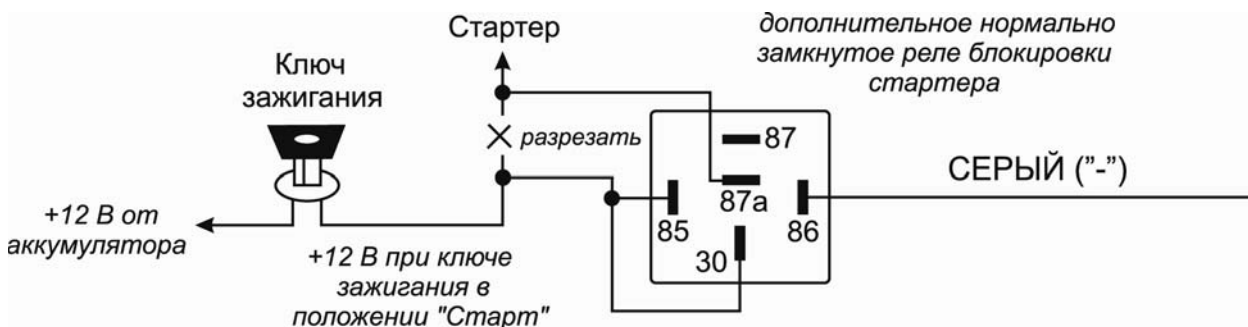 Стартер
дополнительное нормально
замкнутое реле блокировки
стартера
Ключ
зажигания
разрезать
87
87a
85
86
30
СЕРЫЙ ("-")
+12 В от
аккумулятора
+12 В при ключе
зажигания в
положении "Старт"